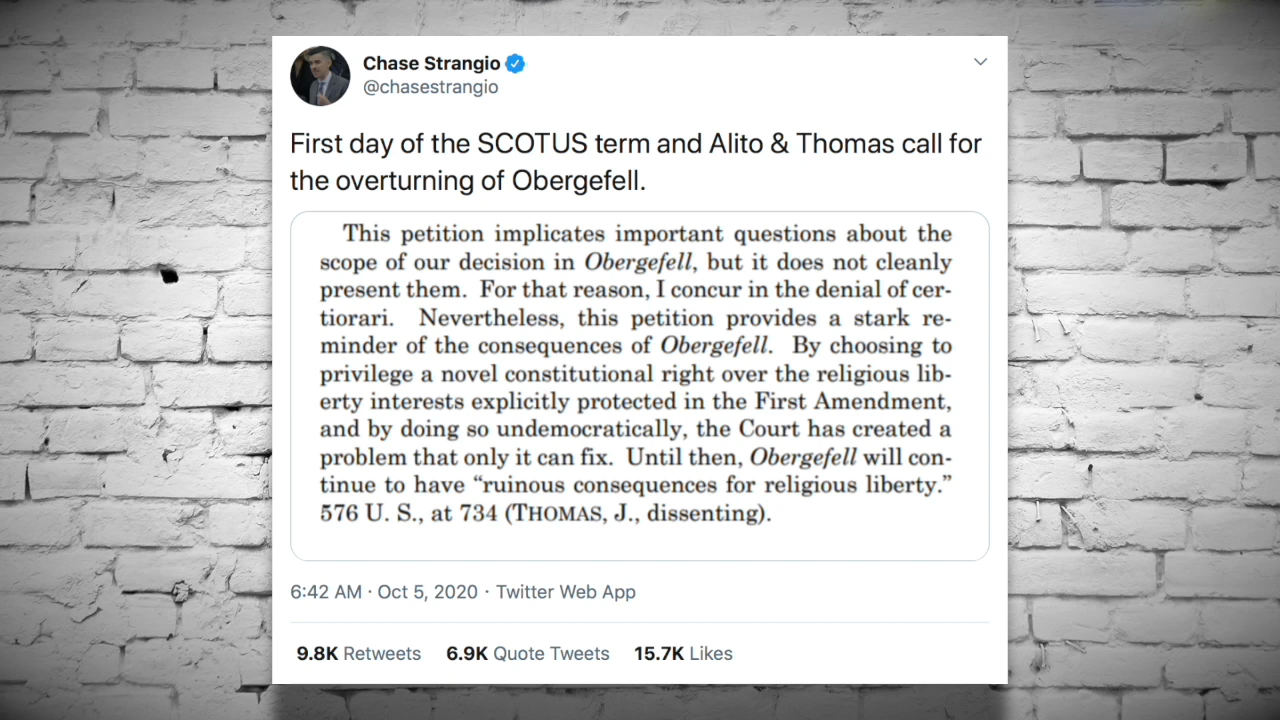 Chase Strangio
@chasestrangio
First day of the SCOTUS term and Alito & Thomas call for
the overturning of Obergefell.
This petition implicates important questions about the
scope of our decision in Obergefell, but it does not cleanly
present them. For that reason, I concur in the denial of cer-
tiorari. Nevertheless, this petition provides a stark re-
minder of the consequences of Obergefell. By choosing to
privilege a novel constitutional right over the religious lib-
erty interests explicitly protected in the First Amendment,
and by doing so undemocratically, the Court has created a
problem that only it can fix. Until then, Obergefell will con-
tinue to have “ruinous consequences for religious liberty.”
576 U. S., at 734 (THOMAS, J., dissenting).
6:42 AM · Oct 5, 2020 · Twitter Web App
9.8K Retweets 6.9K Quote Tweets 15.7K Likes